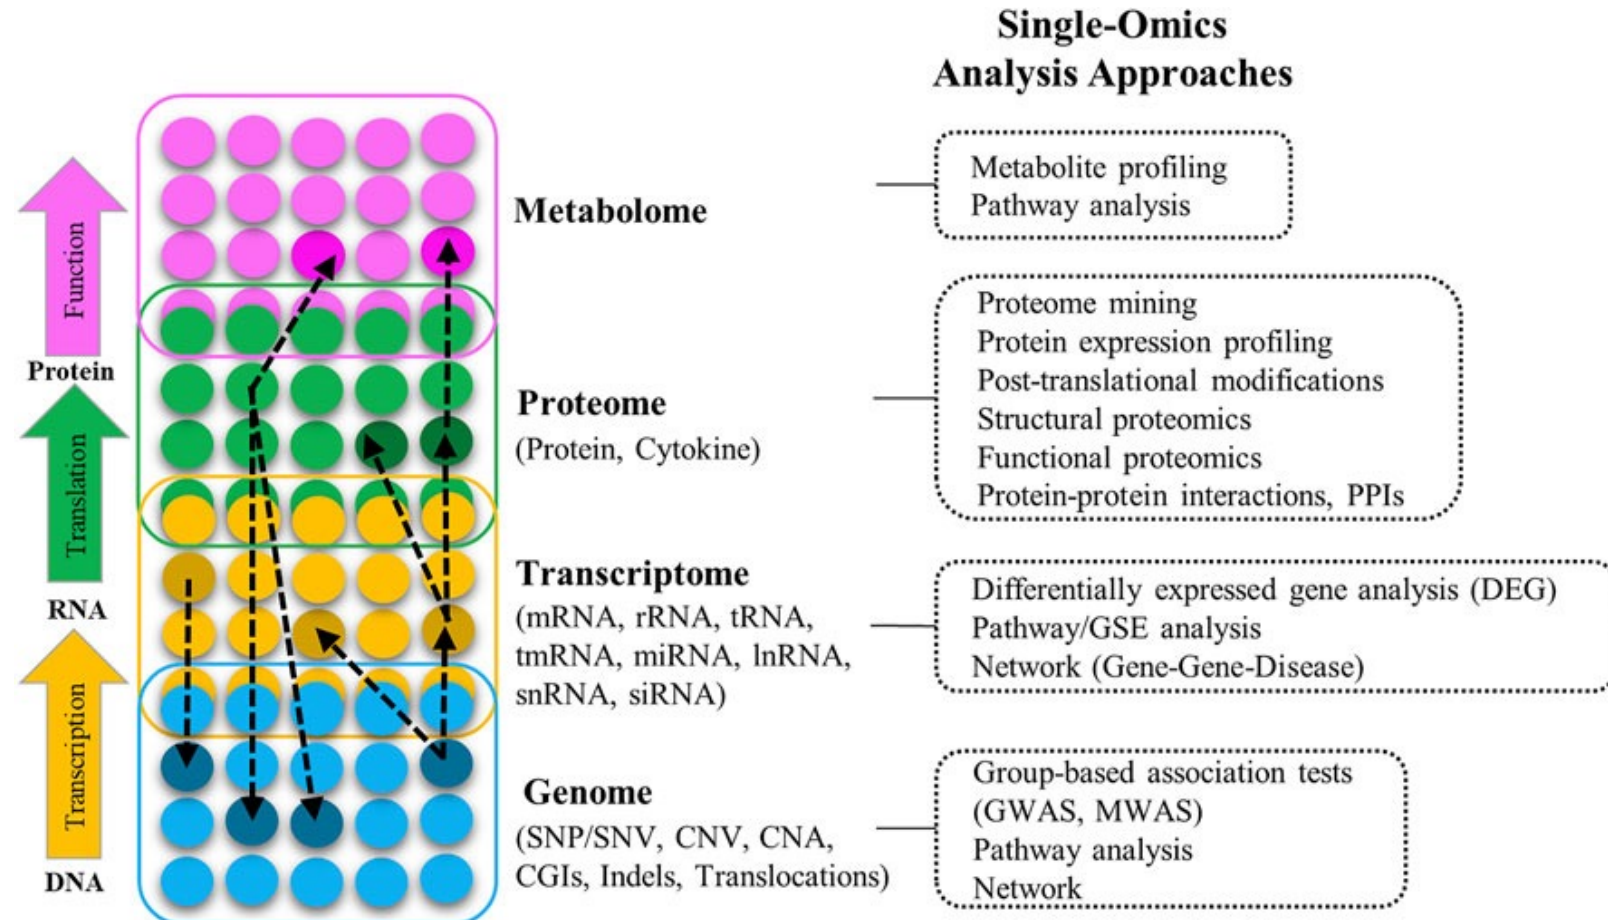 Single-Omics
Analysis Approaches
Function
Protein
Translation
RNA
Transcription
DNA
Metabolome
Metabolite profiling
Pathway analysis
Proteome
(Protein, Cytokine)
Proteome mining
Protein expression profiling
Post-translational modifications
Structural proteomics
Functional proteomics
Protein-protein interactions, PPIs
Transcriptome
(mRNA, rRNA, tRNA,
tmRNA, miRNA, lnRNA,
snRNA, siRNA)
Differentially expressed gene analysis (DEG)
Pathway/GSE analysis
Network (Gene-Gene-Disease)
Genome
(SNP/SNV, CNV, CNA,
CGIs, Indels, Translocations)
Group-based association tests
(GWAS, MWAS)
Pathway analysis
Network